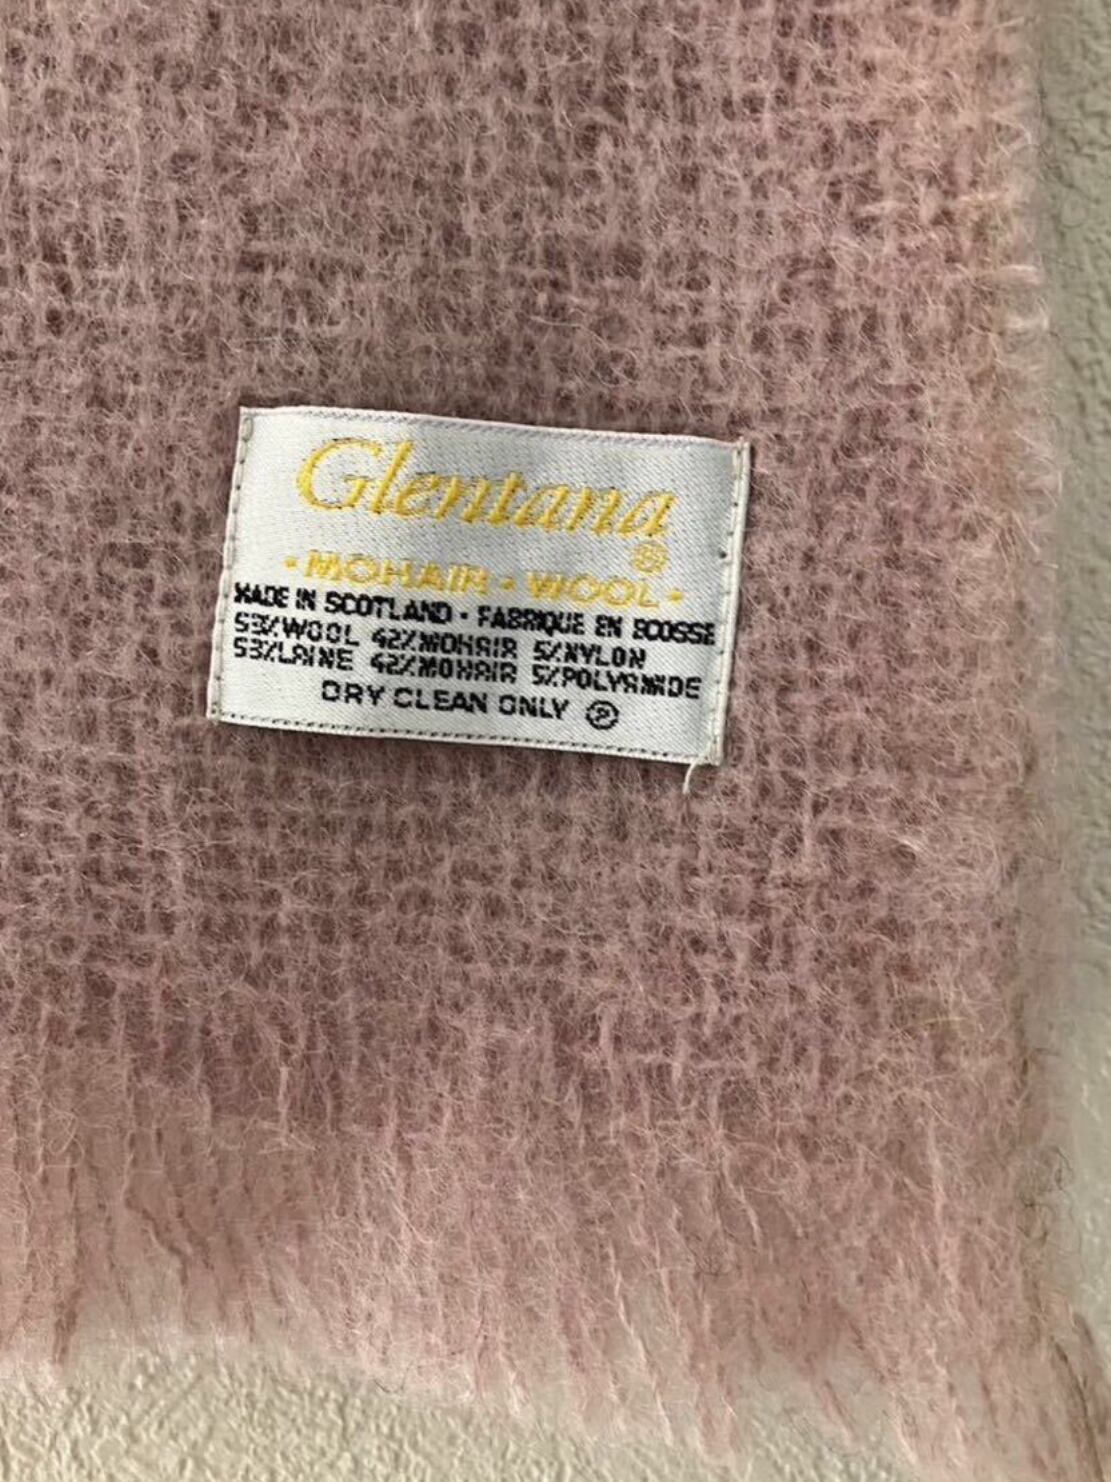 Glentana
®
• MOHAIR • WOOL •
MADE IN SCOTLAND • FABRIQUE EN ECOSSE
53% WOOL 42% MOHAIR 5% NYLON
53% LAINE 42% MOHAIR 5% POLYAMIDE
DRY CLEAN ONLY Ⓟ